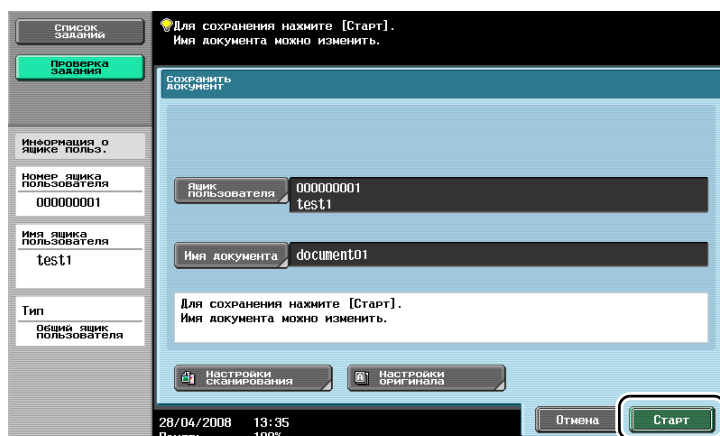 Список
заданий
Проверка
задания
Для сохранения нажмите [Старт].
Имя документа можно изменить.
Сохранить
документ
Информация о
ящике польз.
Номер ящика
пользователя
000000001
Имя ящика
пользователя
test1
Тип
Общий ящик
пользователя
Ящик
пользователя
000000001
test1
Имя документа
document01
Для сохранения нажмите [Старт].
Имя документа можно изменить.
Настройки
сканирования
Настройки
оригинала
28/04/2008 13:35
Память 100%
Отмена
Старт